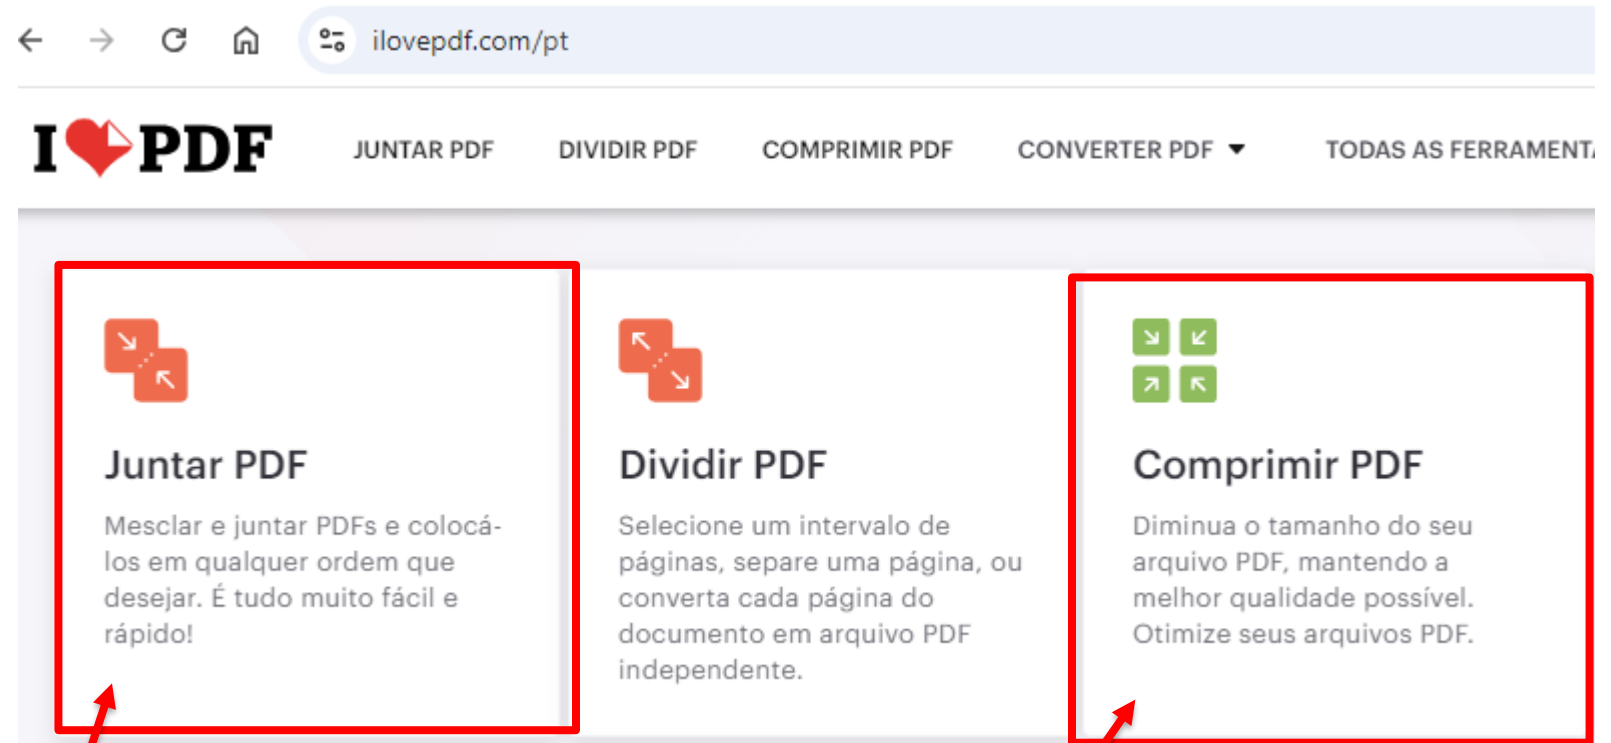 ilovepdf.com/pt
I PDF
JUNTAR PDF DIVIDIR PDF COMPRIMIR PDF CONVERTER PDF TODAS AS FERRAMENTA
Juntar PDF
Mesclar e juntar PDFs e colocá-
los em qualquer ordem que
desejar. É tudo muito fácil e
rápido!
Dividir PDF
Selecione um intervalo de
páginas, separe uma página, ou
converta cada página do
documento em arquivo PDF
independente.
Comprimir PDF
Diminua o tamanho do seu
arquivo PDF, mantendo a
melhor qualidade possível.
Otimize seus arquivos PDF.